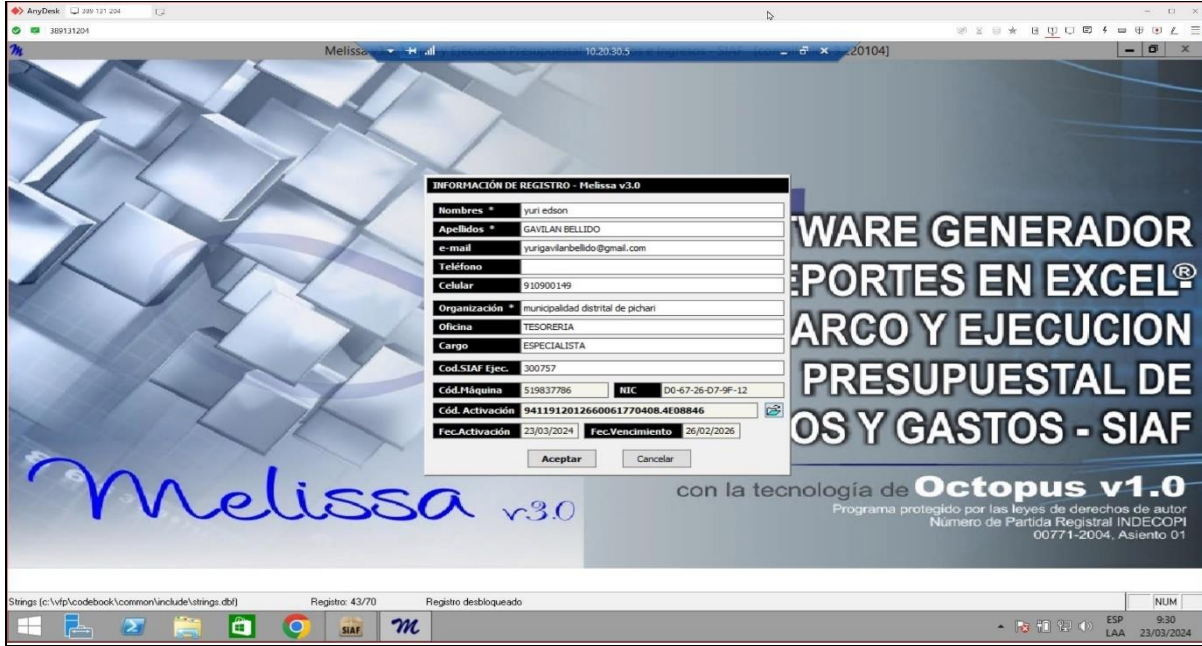 AnyDesk 389 131 204
389131204
Melissa 10.20.30.5 20104]
INFORMACIÓN DE REGISTRO - Melissa v3.0
Nombres * yuri edson
Apellidos * GAVILAN BELLIDO
e-mail yurigavilanbellido@gmail.com
Teléfono
Celular 910900149
Organización * municipalidad distrital de pichari
Oficina TESORERIA
Cargo ESPECIALISTA
Cod.SIAF Ejec. 300757
Cód.Máquina 519837786 NIC D0-67-26-D7-9F-12
Cód. Activación 9411912012660061770408.4E08846
Fec.Activación 23/03/2024 Fec.Vencimiento 26/02/2026
Aceptar Cancelar
WARE GENERADOR
EPORTES EN EXCEL®
ARCO Y EJECUCION
PRESUPUESTAL DE
OS Y GASTOS - SIAF
Melissa v3.0
con la tecnología de Octopus v1.0
Programa protegido por las leyes de derechos de autor
Número de Partida Registral INDECOPI
00771-2004, Asiento 01
Strings (c:\vfp\codebook\common\include\strings.dbf) Registro: 43/70 Registro desbloqueado NUM
SIAF m ESP 9:30
LAA 23/03/2024